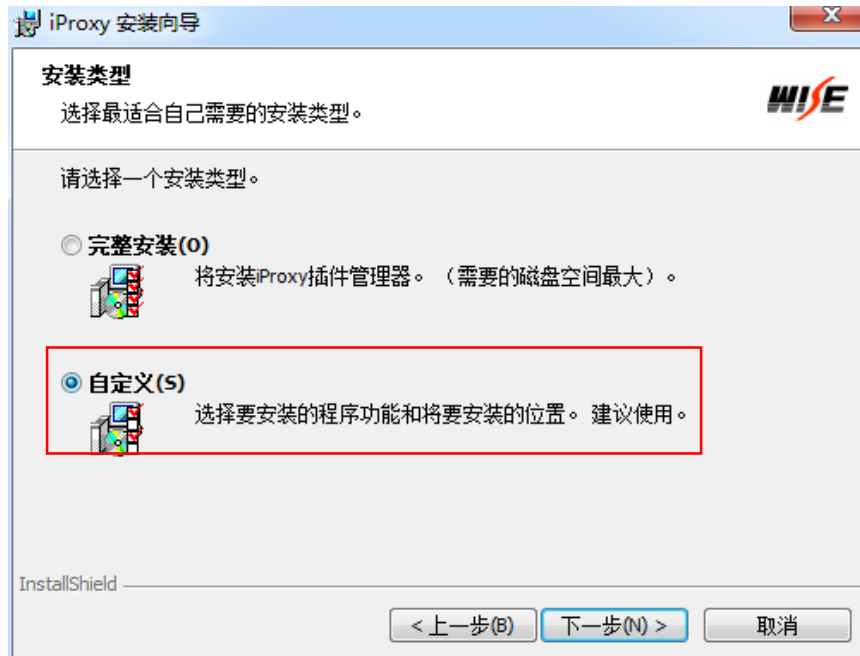 iProxy 安装向导
安装类型
选择最适合自己需要的安装类型。
WISE
请选择一个安装类型。
完整安装(O)
将安装iProxy插件管理器。 （需要的磁盘空间最大）。
自定义(S)
选择要安装的程序功能和将要安装的位置。 建议使用。
InstallShield
< 上一步(B) 下一步(N) > 取消